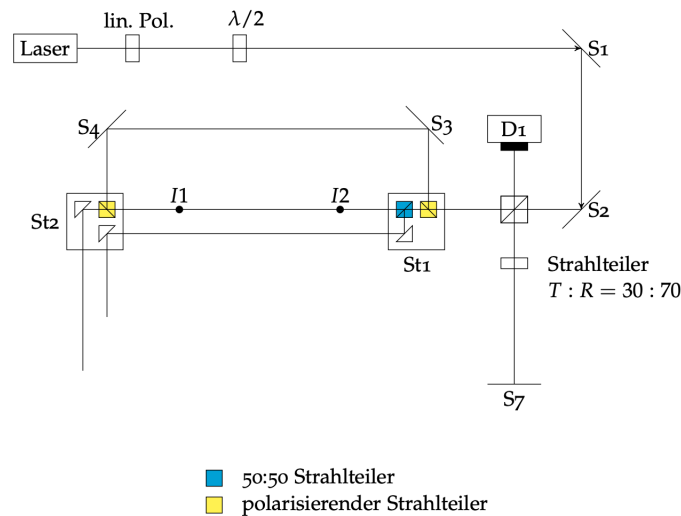 lin. Pol.
λ/2
Laser
S1
S4
S3
D1
I1
I2
S2
St2
St1
Strahlteiler
T : R = 30 : 70
S7
50:50 Strahlteiler
polarisierender Strahlteiler